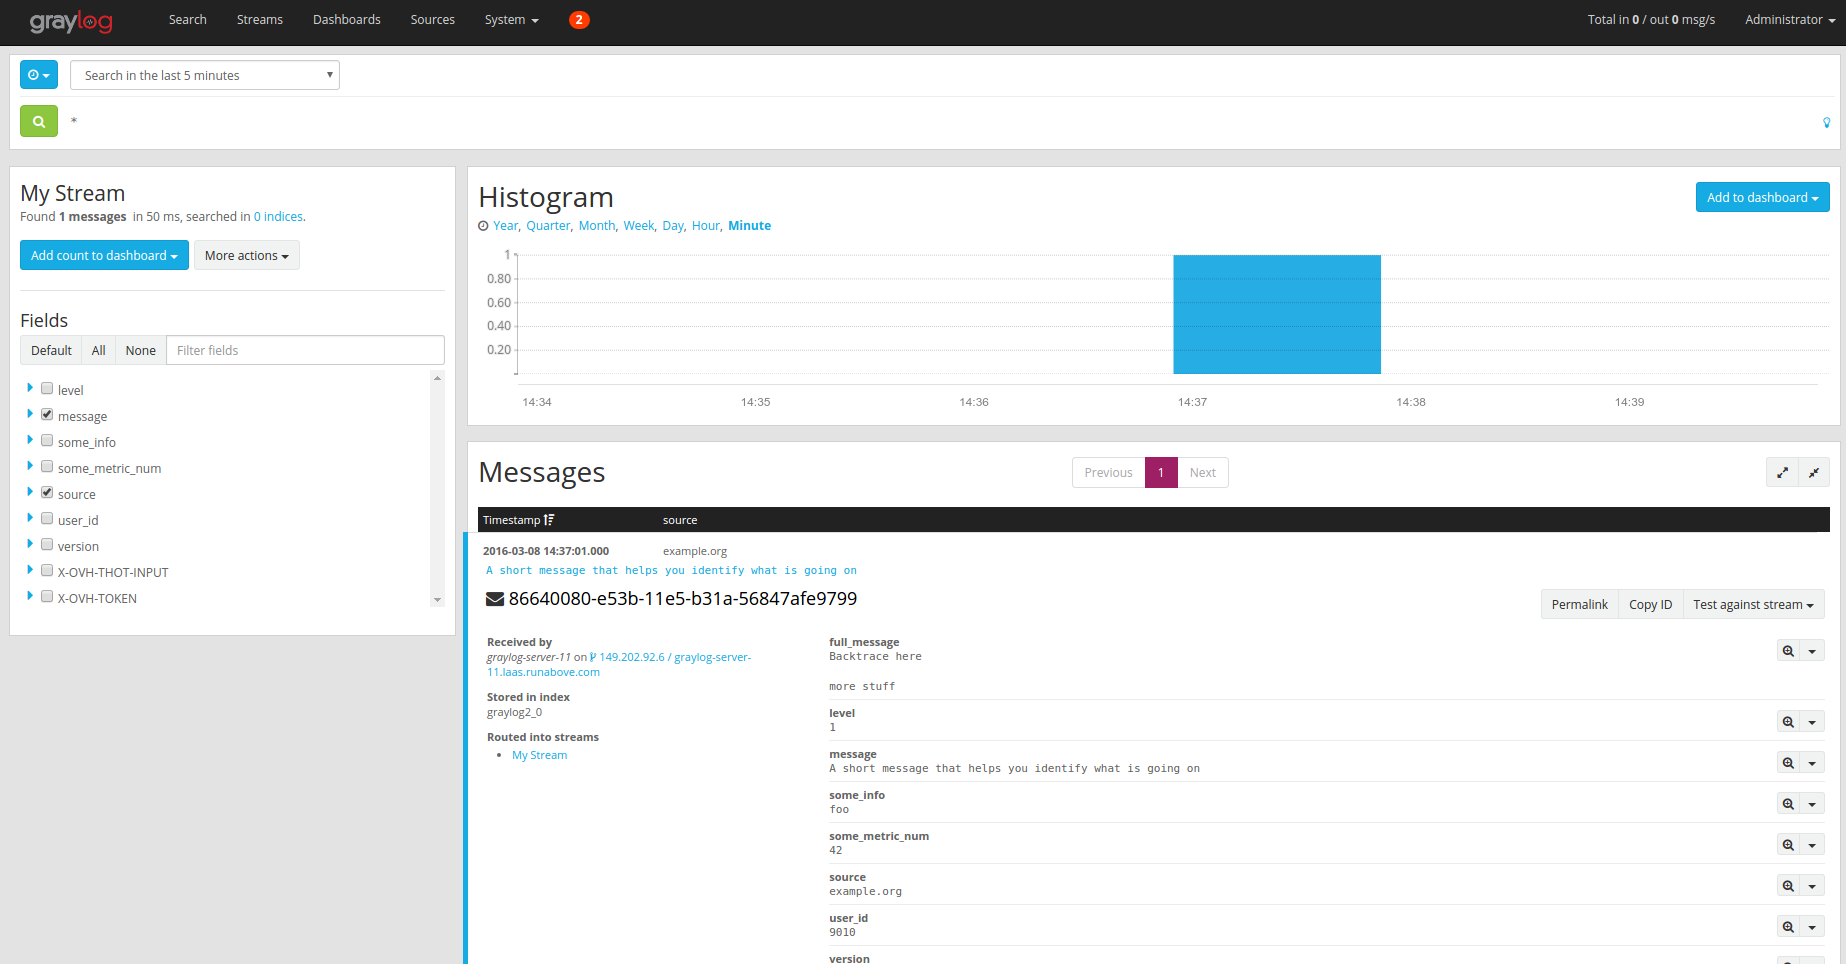 graylog Search Streams Dashboards Sources System 2 Total in 0 / out 0 msg/s Administrator
Search in the last 5 minutes
*
My Stream
Found 1 messages in 50 ms, searched in 0 indices.
Add count to dashboard More actions
Fields
Default All None Filter fields
level
message
some_info
some_metric_num
source
user_id
version
X-OVH-THOT-INPUT
X-OVH-TOKEN
Histogram
Add to dashboard
Year, Quarter, Month, Week, Day, Hour, Minute
1
0.80
0.60
0.40
0.20
14:34 14:35 14:36 14:37 14:38 14:39
Messages
Previous 1 Next
Timestamp source
2016-03-08 14:37:01.000 example.org
A short message that helps you identify what is going on
86640080-e53b-11e5-b31a-56847afe9799
Permalink Copy ID Test against stream
Received by
graylog-server-11 on 149.202.92.6 / graylog-server-
11.laas.runabove.com
Stored in index
graylog2_0
Routed into streams
My Stream
full_message
Backtrace here
more stuff
level
1
message
A short message that helps you identify what is going on
some_info
foo
some_metric_num
42
source
example.org
user_id
9010
version